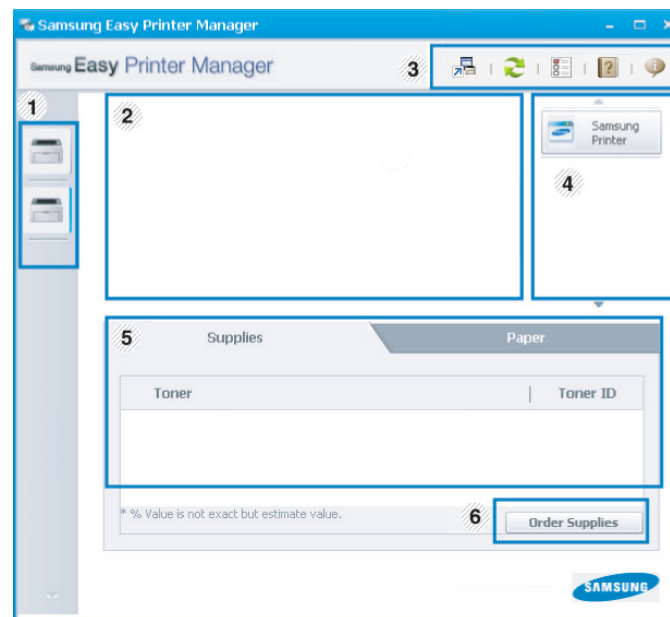 Samsung Easy Printer Manager
Samsung Easy Printer Manager
3
1
2
Samsung
Printer
4
5
Supplies
Paper
Toner
Toner ID
* % Value is not exact but estimate value.
6
Order Supplies
SAMSUNG